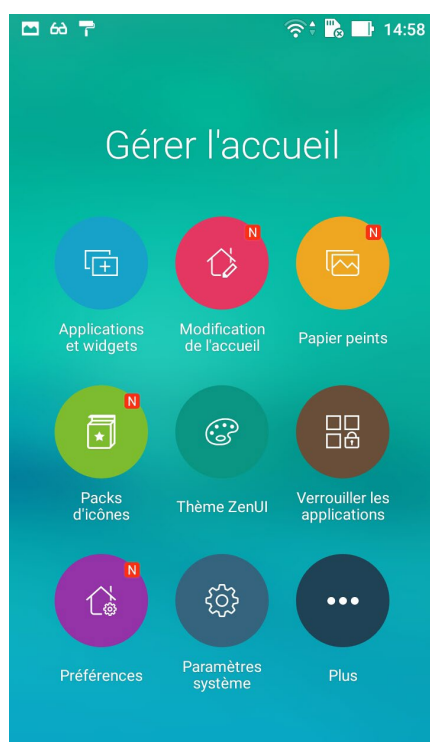 14:58
Gérer l'accueil
N
N
Applications
et widgets
Modification
de l'accueil
Papier peints
N
Packs
d'icônes
Thème ZenUI
Verrouiller les
applications
N
Préférences
Paramètres
système
Plus